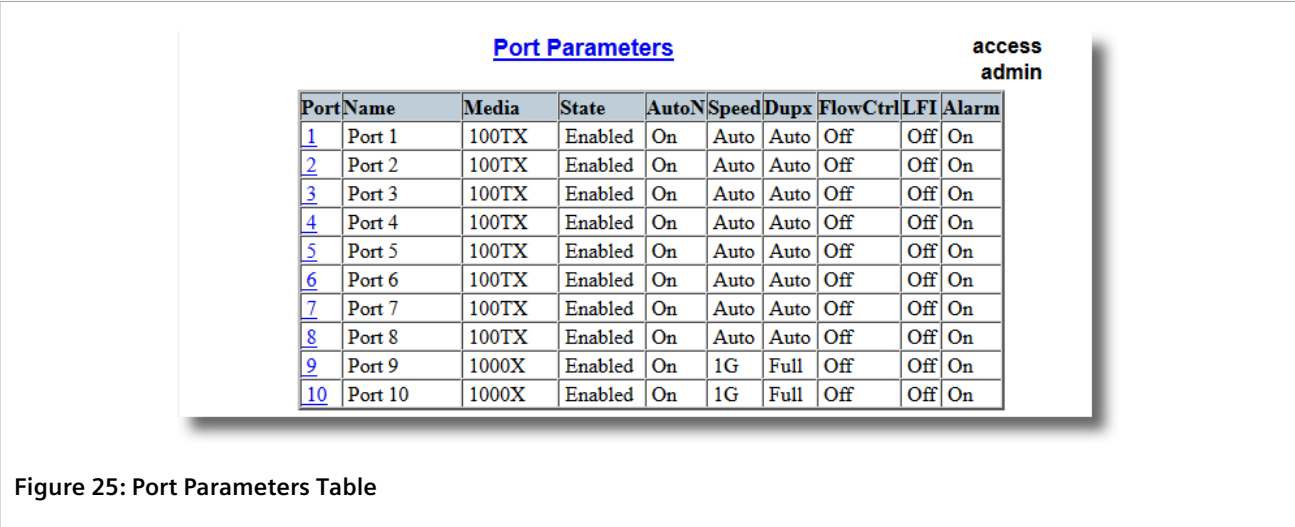 Port Parameters
access
admin
Port Name Media State AutoN Speed Dupx FlowCtrl LFI Alarm
1 Port 1 100TX Enabled On Auto Auto Off Off On
2 Port 2 100TX Enabled On Auto Auto Off Off On
3 Port 3 100TX Enabled On Auto Auto Off Off On
4 Port 4 100TX Enabled On Auto Auto Off Off On
5 Port 5 100TX Enabled On Auto Auto Off Off On
6 Port 6 100TX Enabled On Auto Auto Off Off On
7 Port 7 100TX Enabled On Auto Auto Off Off On
8 Port 8 100TX Enabled On Auto Auto Off Off On
9 Port 9 1000X Enabled On 1G Full Off Off On
10 Port 10 1000X Enabled On 1G Full Off Off On
Figure 25: Port Parameters Table